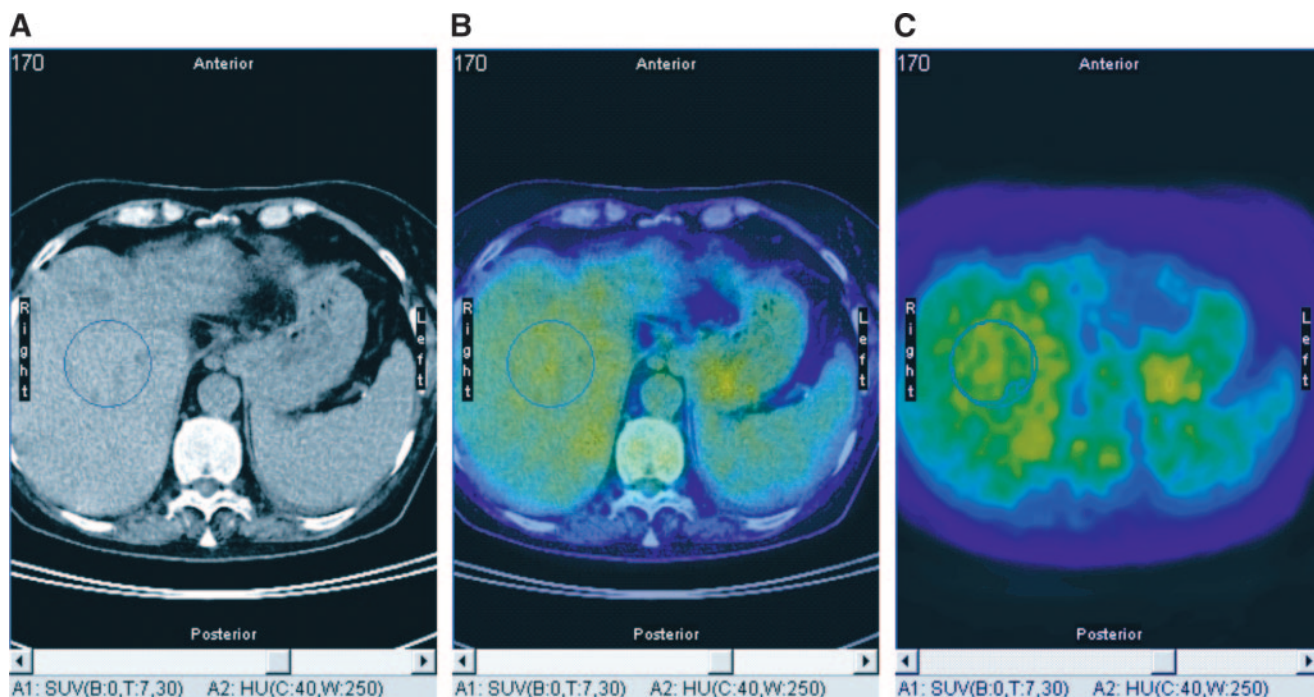 A
B
C
170
Anterior
170
Anterior
170
Anterior
Right
Left
Right
Left
Right
Left
Posterior
Posterior
Posterior
A1: SUV(B:0,T:7,30) A2: HU(C:40,W:250)
A1: SUV(B:0,T:7,30) A2: HU(C:40,W:250)
A1: SUV(B:0,T:7,30) A2: HU(C:40,W:250)